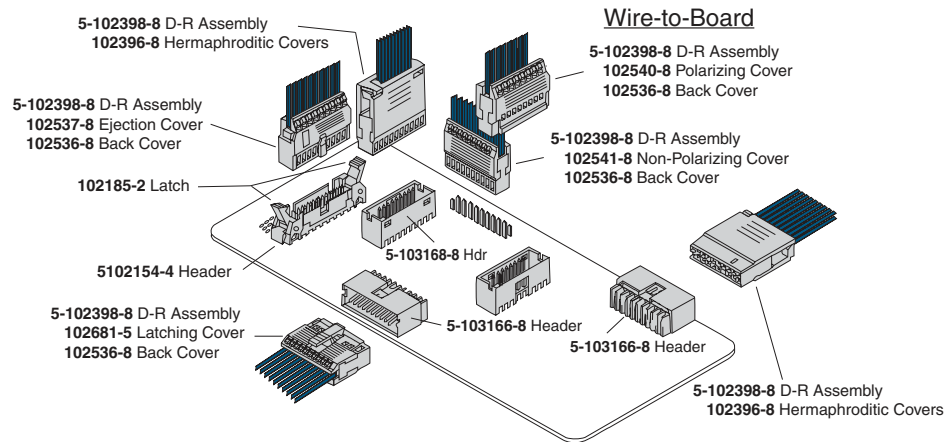 Wire-to-Board
5-102398-8 D-R Assembly
102396-8 Hermaphroditic Covers
5-102398-8 D-R Assembly
102540-8 Polarizing Cover
102536-8 Back Cover
5-102398-8 D-R Assembly
102537-8 Ejection Cover
102536-8 Back Cover
5-102398-8 D-R Assembly
102541-8 Non-Polarizing Cover
102536-8 Back Cover
102185-2 Latch
5-103168-8 Hdr
5102154-4 Header
5-102398-8 D-R Assembly
102681-5 Latching Cover
102536-8 Back Cover
5-103166-8 Header
5-103166-8 Header
5-102398-8 D-R Assembly
102396-8 Hermaphroditic Covers